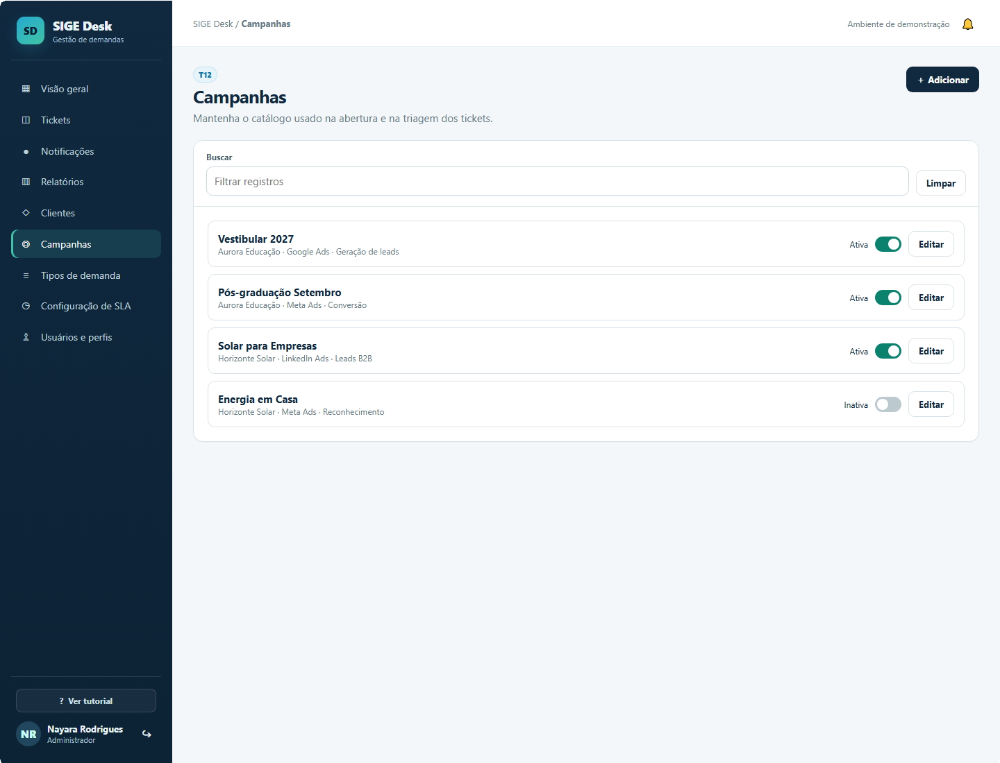 SD
SIGE Desk
Gestão de demandas
Visão geral
Tickets
Notificações
Relatórios
Clientes
Campanhas
Tipos de demanda
Configuração de SLA
Usuários e perfis
? Ver tutorial
NR
Nayara Rodrigues
Administrador
SIGE Desk / Campanhas
Ambiente de demonstração
T12
Campanhas
Mantenha o catálogo usado na abertura e na triagem dos tickets.
+ Adicionar
Buscar
Filtrar registros
Limpar
Vestibular 2027
Aurora Educação · Google Ads · Geração de leads
Ativa
Editar
Pós-graduação Setembro
Aurora Educação · Meta Ads · Conversão
Ativa
Editar
Solar para Empresas
Horizonte Solar · LinkedIn Ads · Leads B2B
Ativa
Editar
Energia em Casa
Horizonte Solar · Meta Ads · Reconhecimento
Inativa
Editar